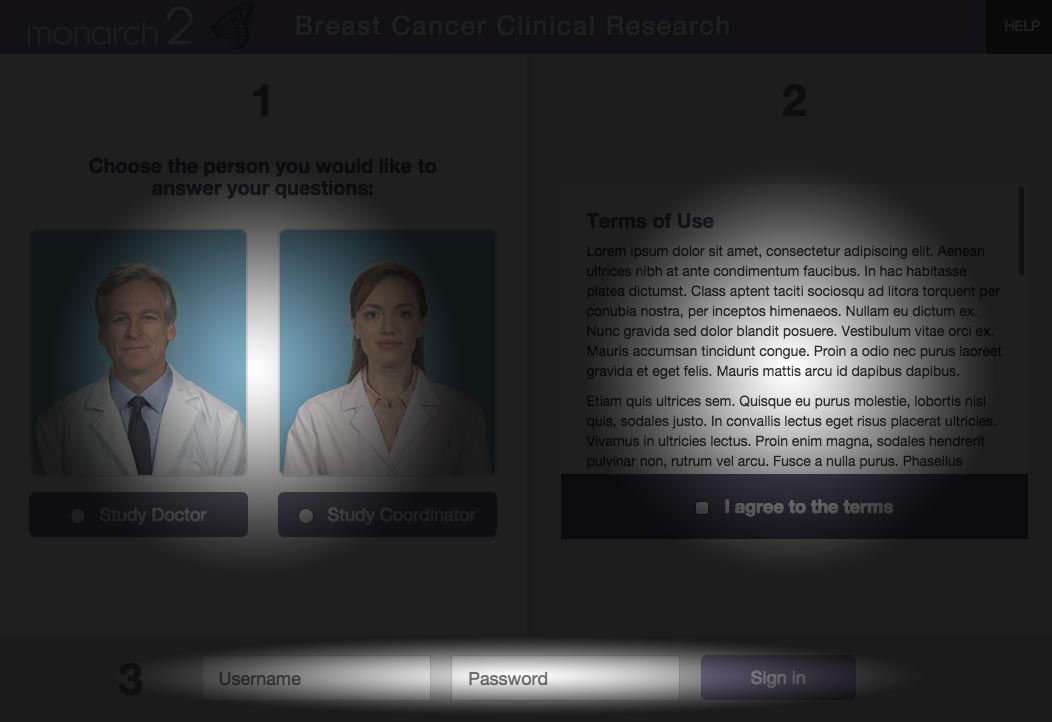 monarch 2
Breast Cancer Clinical Research
HELP
1
Choose the person you would like to
answer your questions:
Study Doctor
Study Coordinator
2
Terms of Use
Lorem ipsum dolor sit amet, consectetur adipiscing elit. Aenean
ultrices nibh at ante condimentum faucibus. In hac habitasse
platea dictumst. Class aptent taciti sociosqu ad litora torquent per
conubia nostra, per inceptos himenaeos. Nullam eu dictum ex.
Nunc gravida sed dolor blandit posuere. Vestibulum vitae orci ex.
Mauris accumsan tincidunt congue. Proin a odio nec purus laoreet
gravida et eget felis. Mauris mattis arcu id dapibus dapibus.
Etiam quis ultrices sem. Quisque eu purus molestie, lobortis nisl
quis, sodales justo. In convallis lectus eget risus placerat ultricies.
Vivamus in ultricies lectus. Proin enim magna, sodales hendrerit
pulvinar non, rutrum vel arcu. Fusce a nulla purus. Phasellus
I agree to the terms
3
Username
Password
Sign in